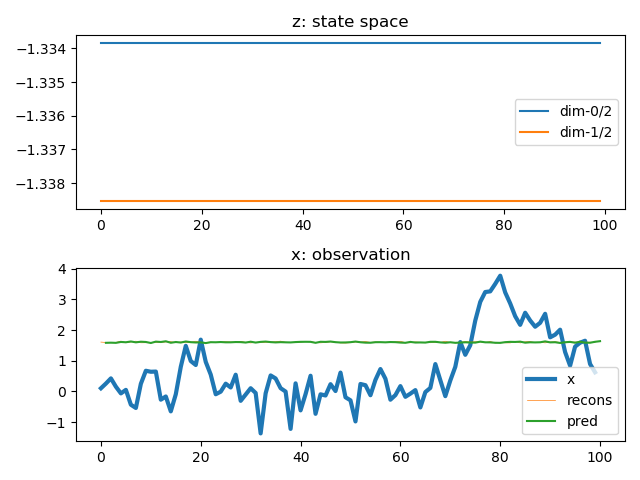 z: state space
−1.334
−1.335
−1.336
−1.337
−1.338
dim-0/2
dim-1/2
0 20 40 60 80 100
x: observation
4
3
2
1
0
−1
x
recons
pred
0 20 40 60 80 100